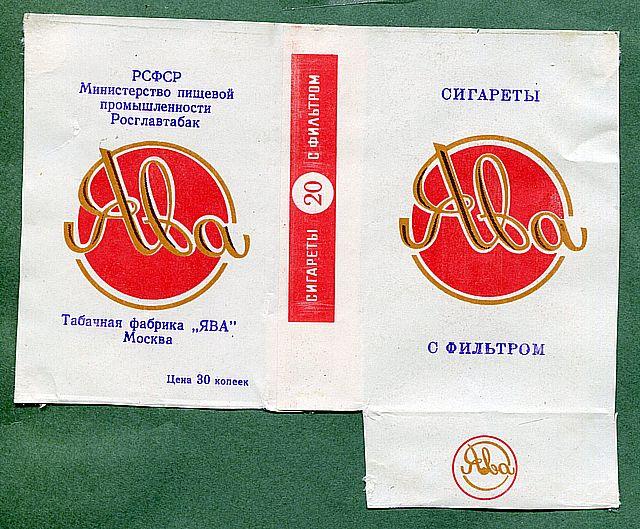 РСФСР
Министерство пищевой
промышленности
Росглавтабак
Ява
Табачная фабрика „ЯВА"
Москва
Цена 30 копеек
СИГАРЕТЫ 20 С ФИЛЬТРОМ
СИГАРЕТЫ
Ява
С ФИЛЬТРОМ
Ява